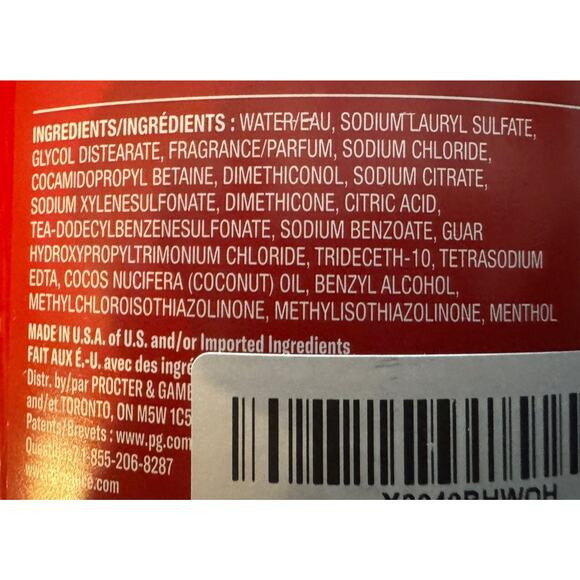 INGREDIENTS/INGRÉDIENTS : WATER/EAU, SODIUM LAURYL SULFATE,
GLYCOL DISTEARATE, FRAGRANCE/PARFUM, SODIUM CHLORIDE,
COCAMIDOPROPYL BETAINE, DIMETHICONOL, SODIUM CITRATE,
SODIUM XYLENESULFONATE, DIMETHICONE, CITRIC ACID,
TEA-DODECYLBENZENESULFONATE, SODIUM BENZOATE, GUAR
HYDROXYPROPYLTRIMONIUM CHLORIDE, TRIDECETH-10, TETRASODIUM
EDTA, COCOS NUCIFERA (COCONUT) OIL, BENZYL ALCOHOL,
METHYLCHLOROISOTHIAZOLINONE, METHYLISOTHIAZOLINONE, MENTHOL
MADE IN U.S.A. of U.S. and/or Imported Ingredients
FAIT AUX É.-U. avec des ingré
Distr. by/par PROCTER & GAMB
and/et TORONTO, ON M5W 1C5
Patents/Brevets : www.pg.com
Questions? 1-855-206-8287